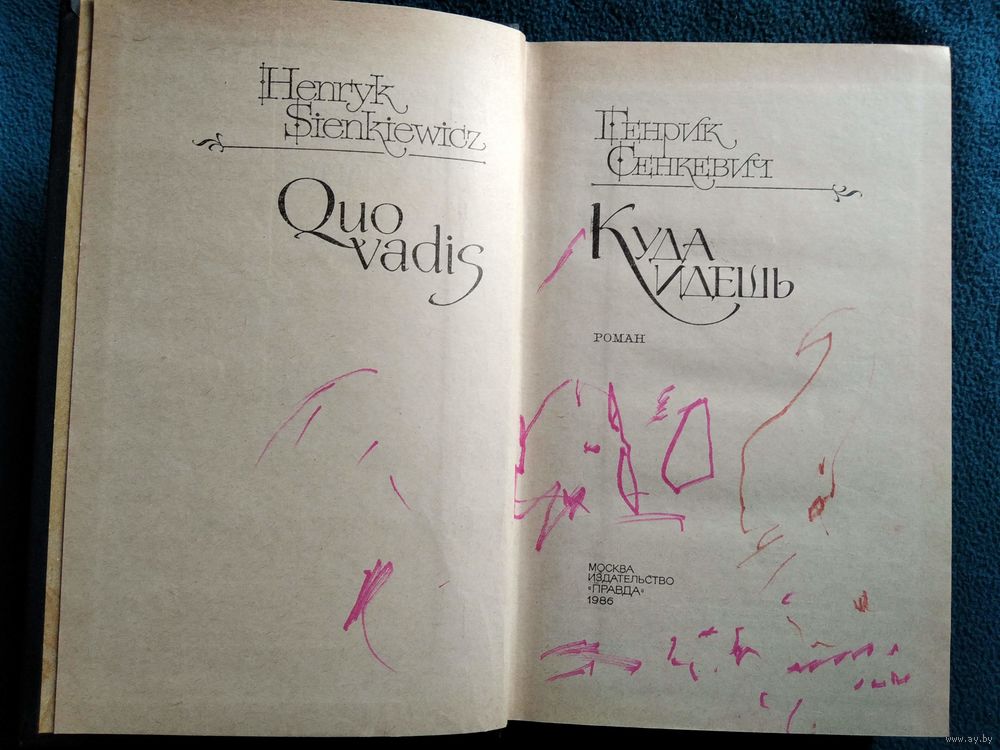 Henryk
Sienkiewicz
Quo
vadis
Генрик
Сенкевич
Куда
идешь
РОМАН
МОСКВА
ИЗДАТЕЛЬСТВО
«ПРАВДА»
1986
www.ay.by